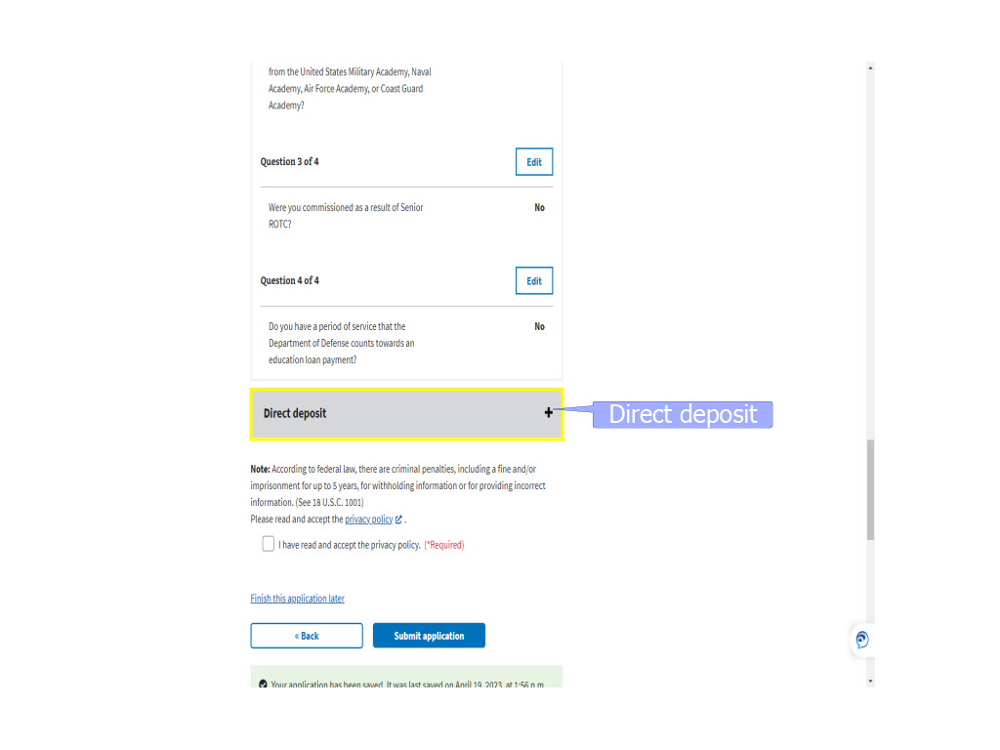 from the United States Military Academy, Naval
Academy, Air Force Academy, or Coast Guard
Academy?
Question 3 of 4
Edit
Were you commissioned as a result of Senior
No
ROTC?
Question 4 of 4
Edit
Do you have a period of service that the
No
Department of Defense counts towards an
education loan payment?
Direct deposit
+
Direct deposit
Note: According to federal law, there are criminal penalties, including a fine and/or
imprisonment for up to 5 years, for withholding information or for providing incorrect
information. (See 18 U.S.C. 1001)
Please read and accept the privacy policy .
I have read and accept the privacy policy. (*Required)
Finish this application later
« Back
Submit application
Your application has been saved. It was last saved on April 19, 2023, at 1:56 p.m.